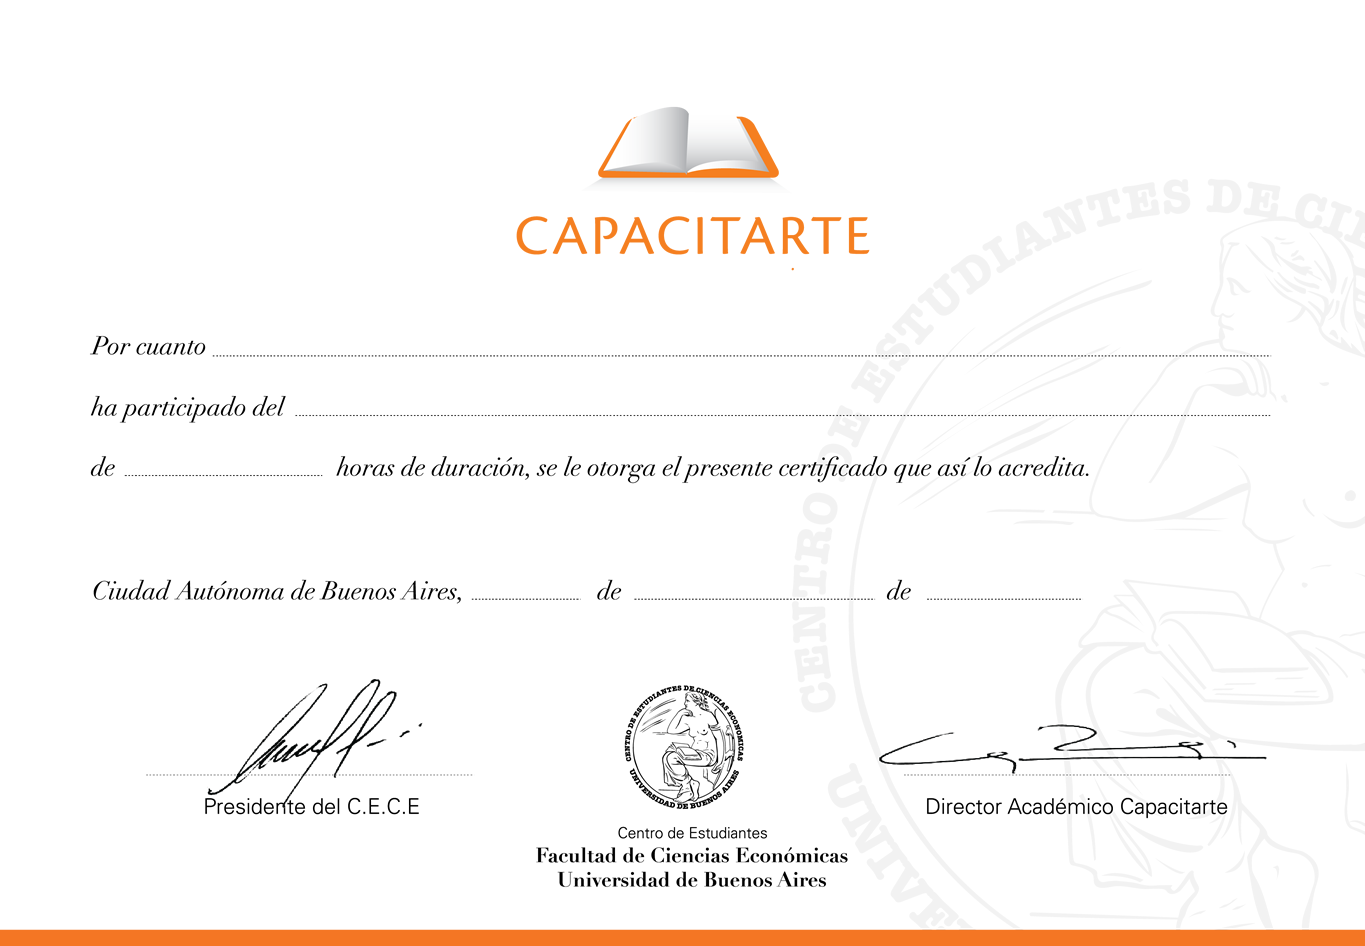 CAPACITARTE
Por cuanto
ha participado del
de horas de duración, se le otorga el presente certificado que así lo acredita.
Ciudad Autónoma de Buenos Aires, de de
CENTRO DE ESTUDIANTES DE CIENCIAS ECONOMICAS
UNIVERSIDAD DE BUENOS AIRES
Presidente del C.E.C.E
Director Académico Capacitarte
Centro de Estudiantes
Facultad de Ciencias Económicas
Universidad de Buenos Aires
CENTRO DE ESTUDIANTES DE CI
UNIVE